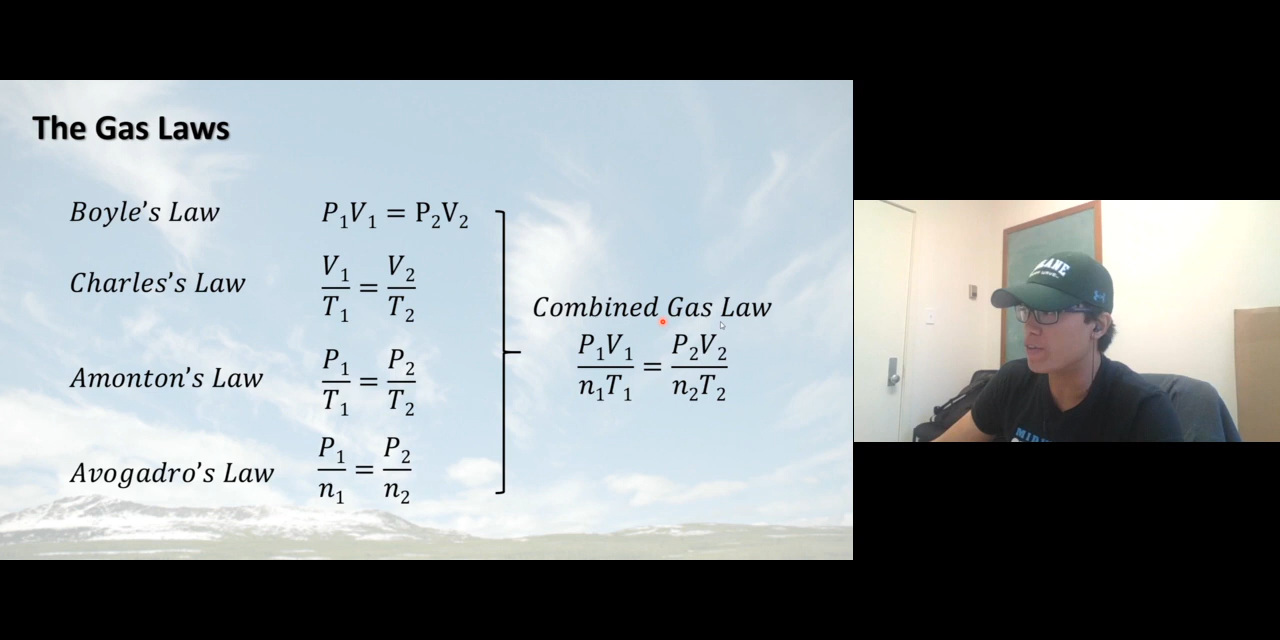 The Gas Laws
Boyle's Law P₁V₁ = P₂V₂
Charles's Law V₁/T₁ = V₂/T₂
Amonton's Law P₁/T₁ = P₂/T₂
Avogadro's Law P₁/n₁ = P₂/n₂
Combined Gas Law
P₁V₁/n₁T₁ = P₂V₂/n₂T₂